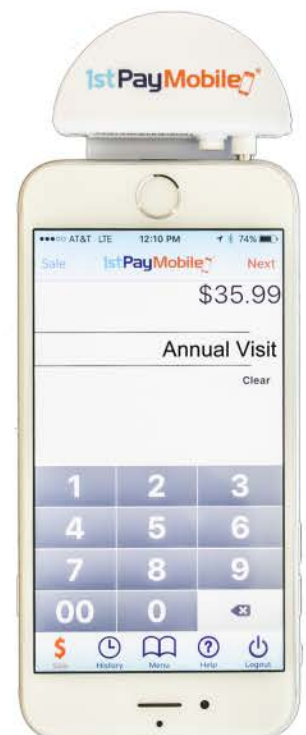 1stPayMobile
AT&T LTE 12:10 PM 74%
Sale 1stPayMobile Next
$35.99
Annual Visit
Clear
1 2 3
4 5 6
7 8 9
00 0
$
Sale History Menu Help Logout